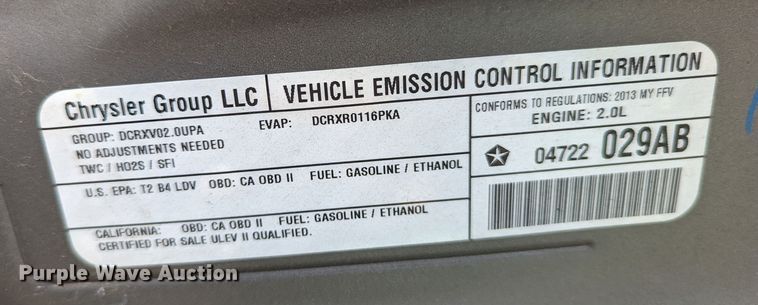 Chrysler Group LLC
VEHICLE EMISSION CONTROL INFORMATION
GROUP: DCRXV02.0UPA EVAP: DCRXR0116PKA
NO ADJUSTMENTS NEEDED
TWC / HO2S / SFI
CONFORMS TO REGULATIONS: 2013 MY FFV
ENGINE: 2.0L
04722 029AB
U.S. EPA: T2 B4 LDV OBD: CA OBD II FUEL: GASOLINE / ETHANOL
CALIFORNIA: OBD: CA OBD II FUEL: GASOLINE / ETHANOL
CERTIFIED FOR SALE ULEV II QUALIFIED.
Purple Wave Auction
Purple Wave Auction